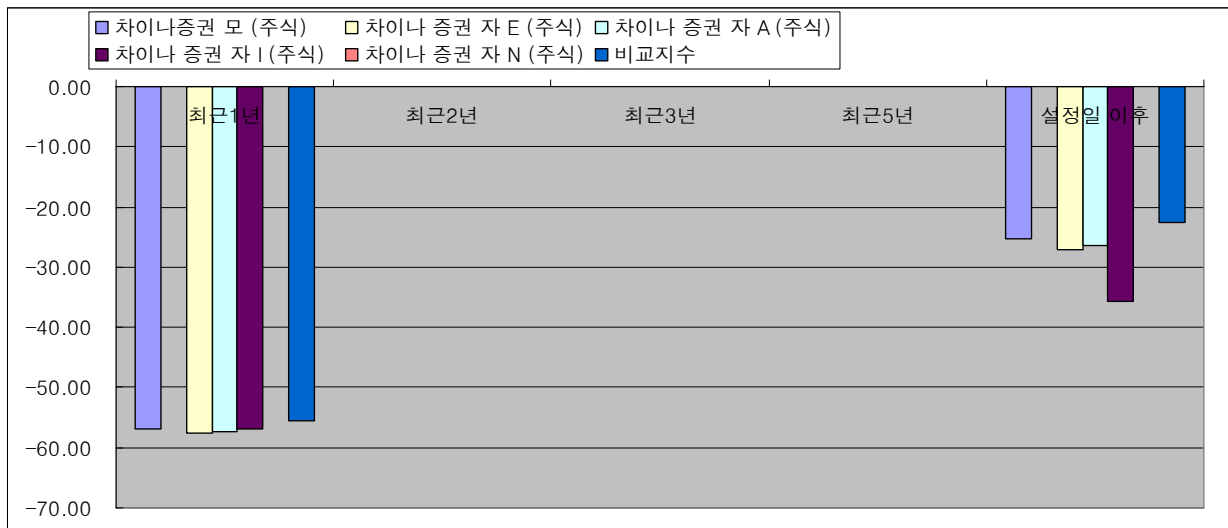 차이나증권 모 (주식) 차이나 증권 자 E (주식) 차이나 증권 자 A (주식)
차이나 증권 자 I (주식) 차이나 증권 자 N (주식) 비교지수
0.00
최근1년 최근2년 최근3년 최근5년 설정일 이후
-10.00
-20.00
-30.00
-40.00
-50.00
-60.00
-70.00